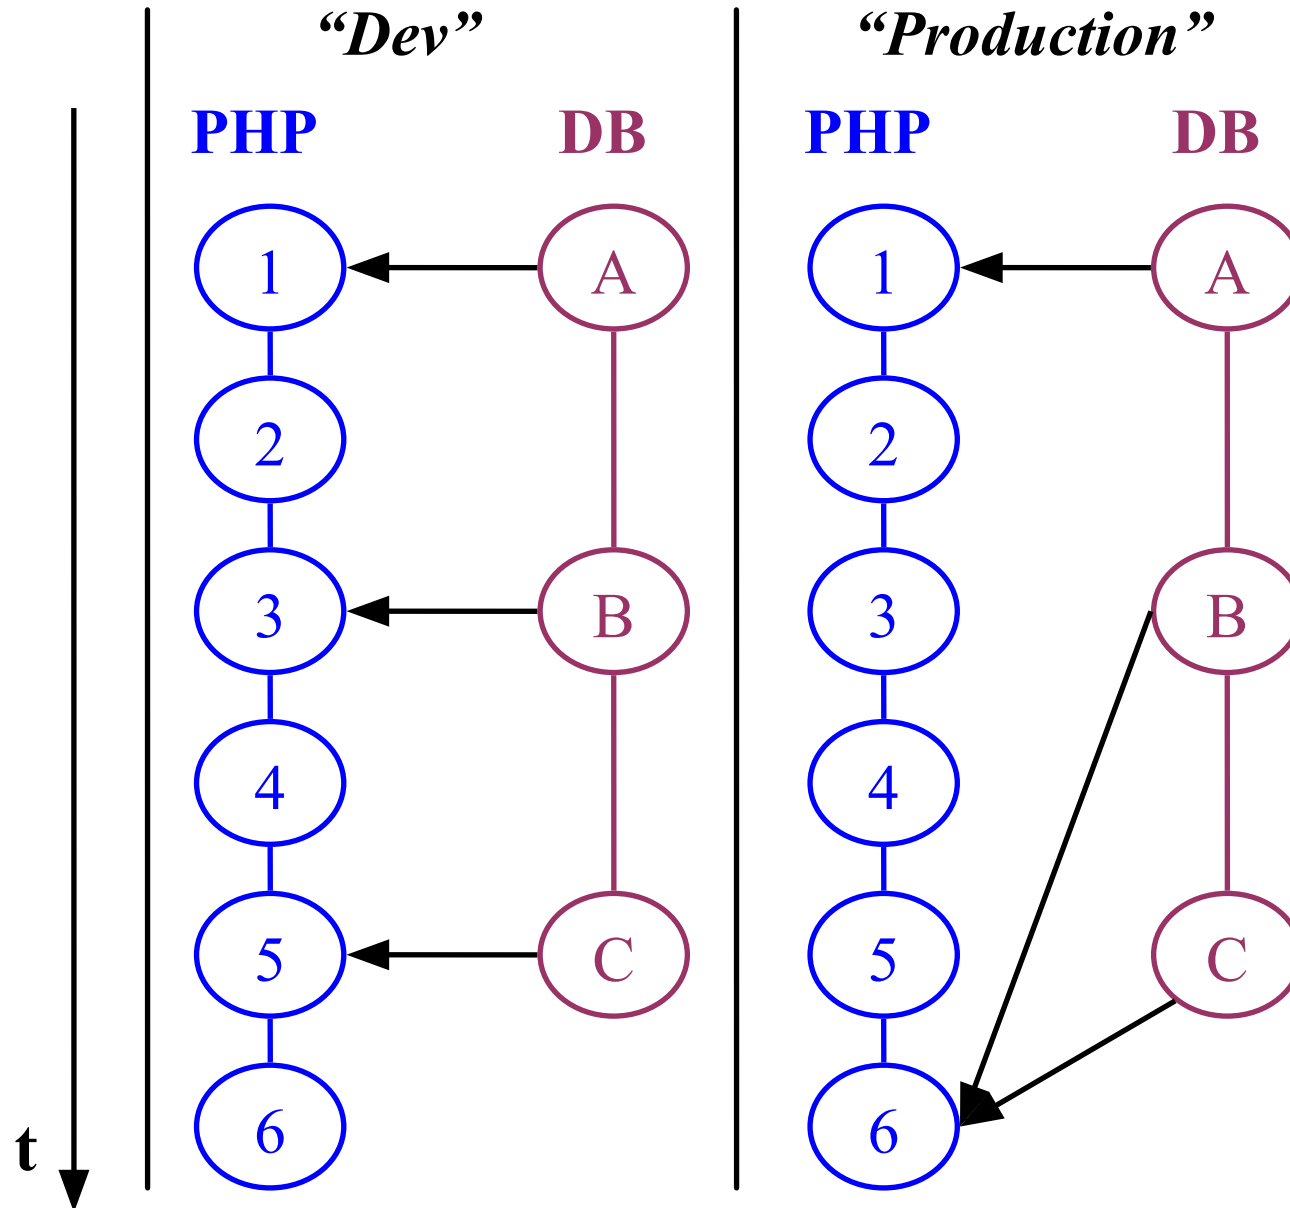 “Dev” “Production”
PHP DB PHP DB
1 A 1 A
2 2
3 B 3 B
4 4
5 C 5 C
6 6
t